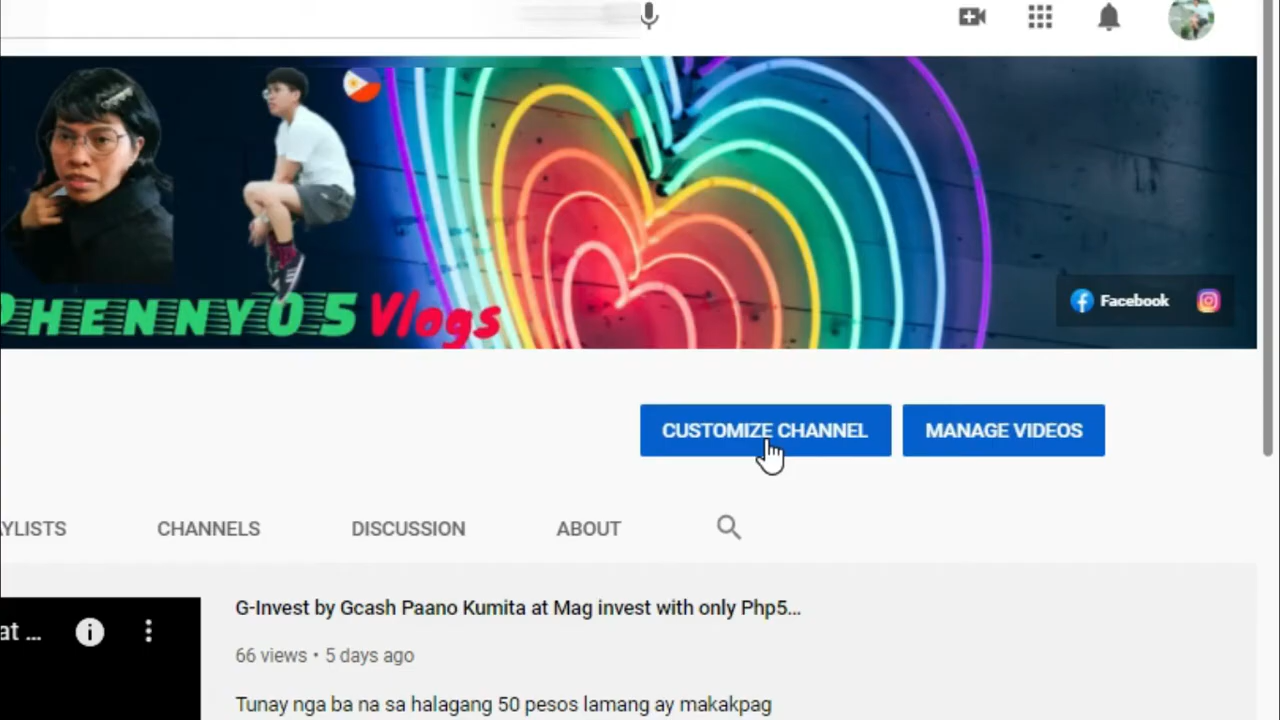 PHENNY05 Vlogs
Facebook
CUSTOMIZE CHANNEL
MANAGE VIDEOS
AYLISTS
CHANNELS
DISCUSSION
ABOUT
at ...
G-Invest by Gcash Paano Kumita at Mag invest with only Php5...
66 views • 5 days ago
Tunay nga ba na sa halagang 50 pesos lamang ay makakpag